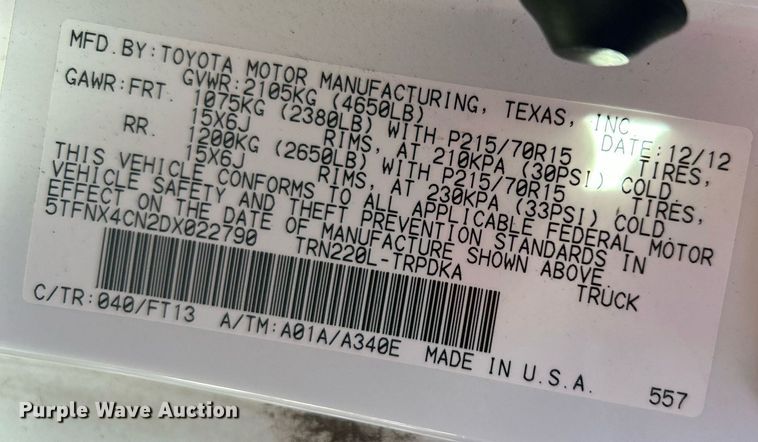 MFD.BY:TOYOTA MOTOR MANUFACTURING, TEXAS, INC.
GVWR:2105KG (4650LB) DATE:12/12
GAWR:FRT. 1075KG (2380LB) WITH P215/70R15 TIRES,
15X6J RIMS, AT 210KPA (30PSI) COLD
RR. 1200KG (2650LB) WITH P215/70R15 TIRES,
15X6J RIMS, AT 230KPA (33PSI) COLD
THIS VEHICLE CONFORMS TO ALL APPLICABLE FEDERAL MOTOR
VEHICLE SAFETY AND THEFT PREVENTION STANDARDS IN
EFFECT ON THE DATE OF MANUFACTURE SHOWN ABOVE.
5TFNX4CN2DX022790 TRN220L-TRPDKA TRUCK
C/TR:040/FT13 A/TM:A01A/A340E MADE IN U.S.A. 557
Purple Wave Auction